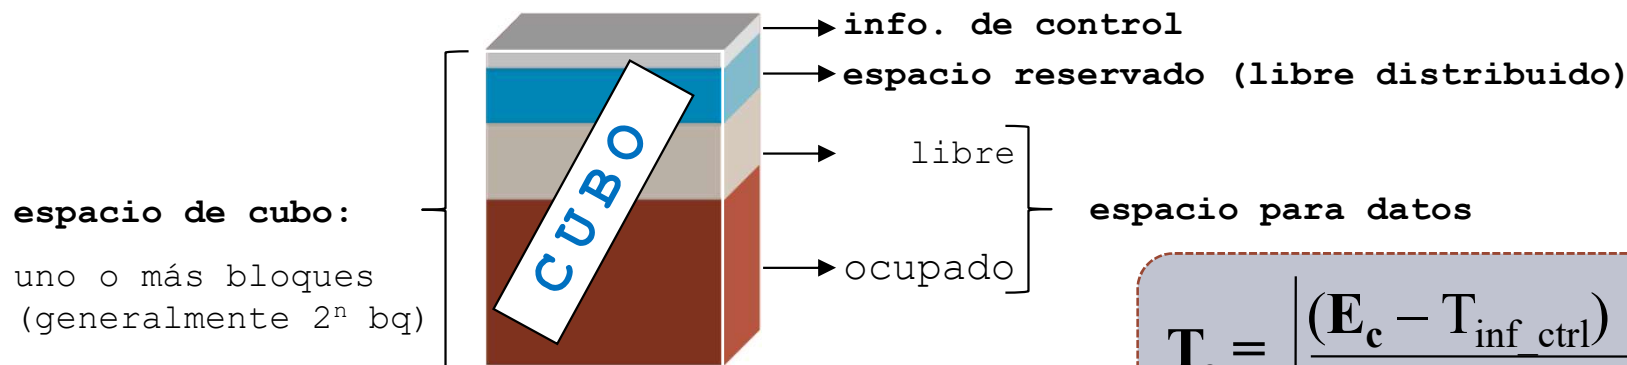 info. de control
espacio reservado (libre distribuido)
CUBO
libre
espacio de cubo:
espacio para datos
uno o más bloques
(generalmente 2ⁿ bq)
ocupado
(E_c – T_inf_ctrl)
T =